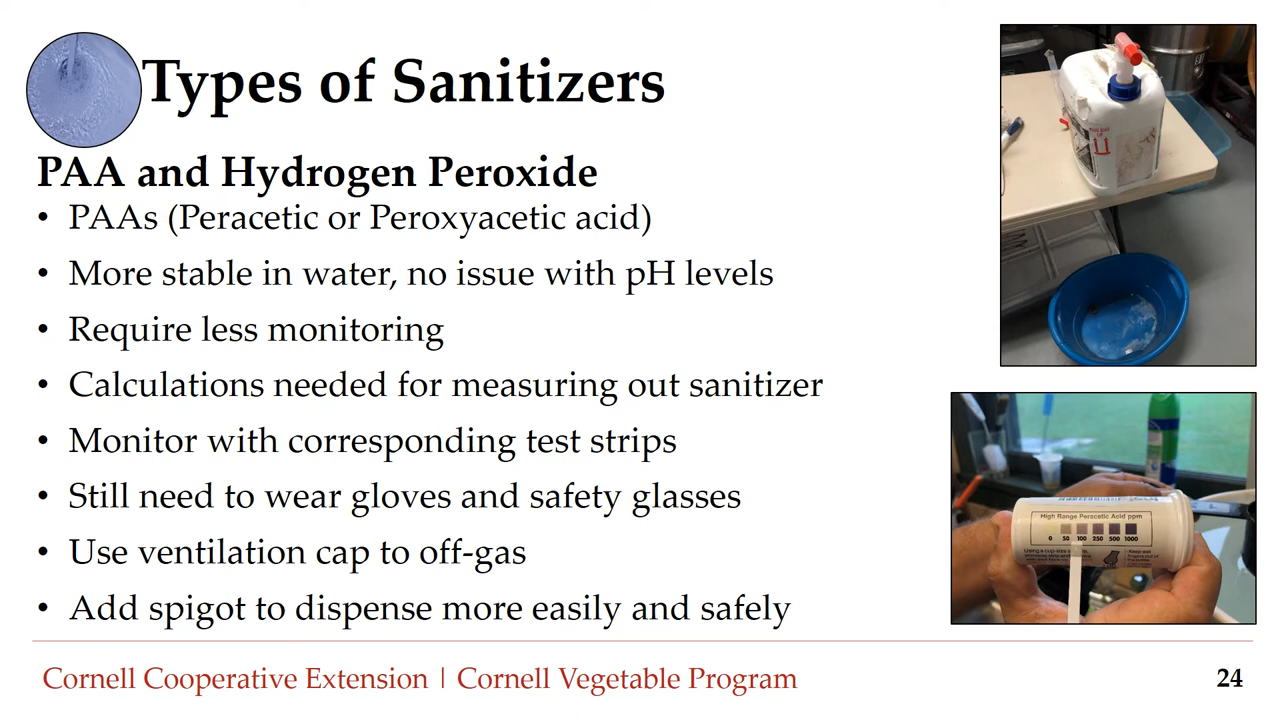 Types of Sanitizers
PAA and Hydrogen Peroxide
• PAAs (Peracetic or Peroxyacetic acid)
• More stable in water, no issue with pH levels
• Require less monitoring
• Calculations needed for measuring out sanitizer
• Monitor with corresponding test strips
• Still need to wear gloves and safety glasses
• Use ventilation cap to off-gas
• Add spigot to dispense more easily and safely
High Range Peracetic Acid ppm
0 50 100 250 500 1000
Keep wet
Cornell Cooperative Extension | Cornell Vegetable Program
24